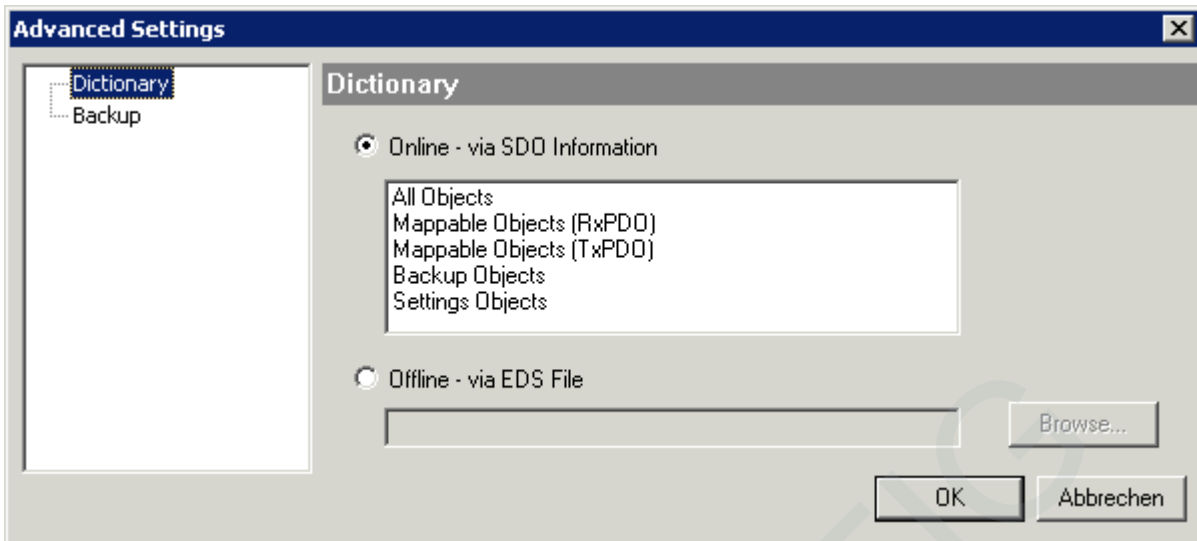 Advanced Settings
Dictionary
Backup
Dictionary
Online - via SDO Information
All Objects
Mappable Objects (RxPDO)
Mappable Objects (TxPDO)
Backup Objects
Settings Objects
Offline - via EDS File
Browse...
OK
Abbrechen